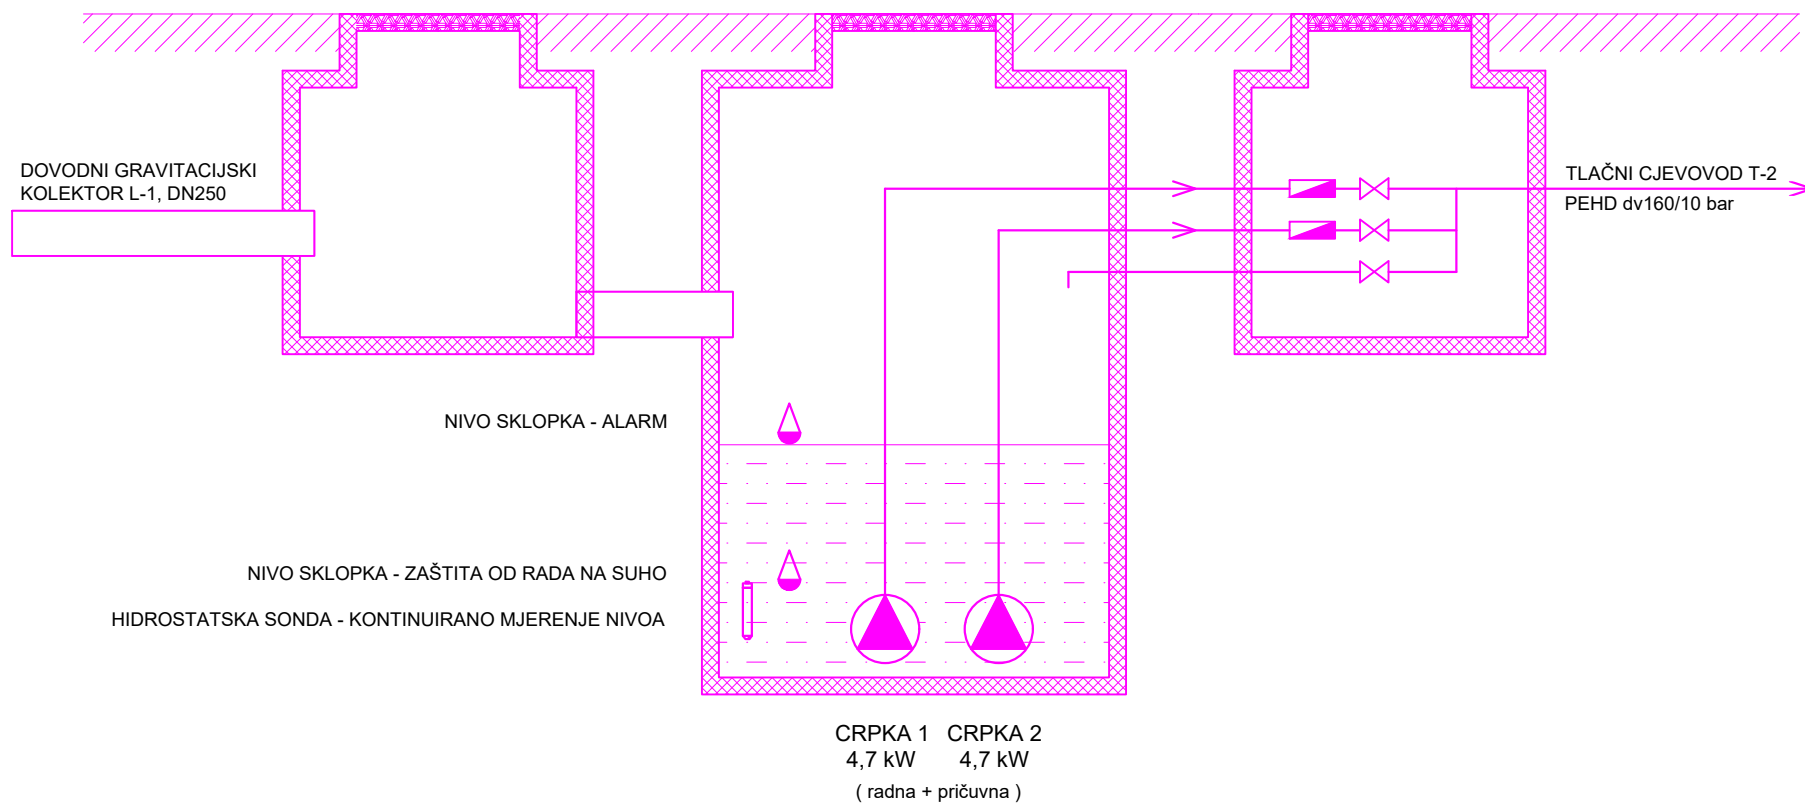 DOVODNI GRAVITACIJSKI
KOLEKTOR L-1, DN250
TLAČNI CJEVOVOD T-2
PEHD dv160/10 bar
NIVO SKLOPKA - ALARM
NIVO SKLOPKA - ZAŠTITA OD RADA NA SUHO
HIDROSTATSKA SONDA - KONTINUIRANO MJERENJE NIVOA
CRPKA 1 CRPKA 2
4,7 kW 4,7 kW
( radna + pričuvna )